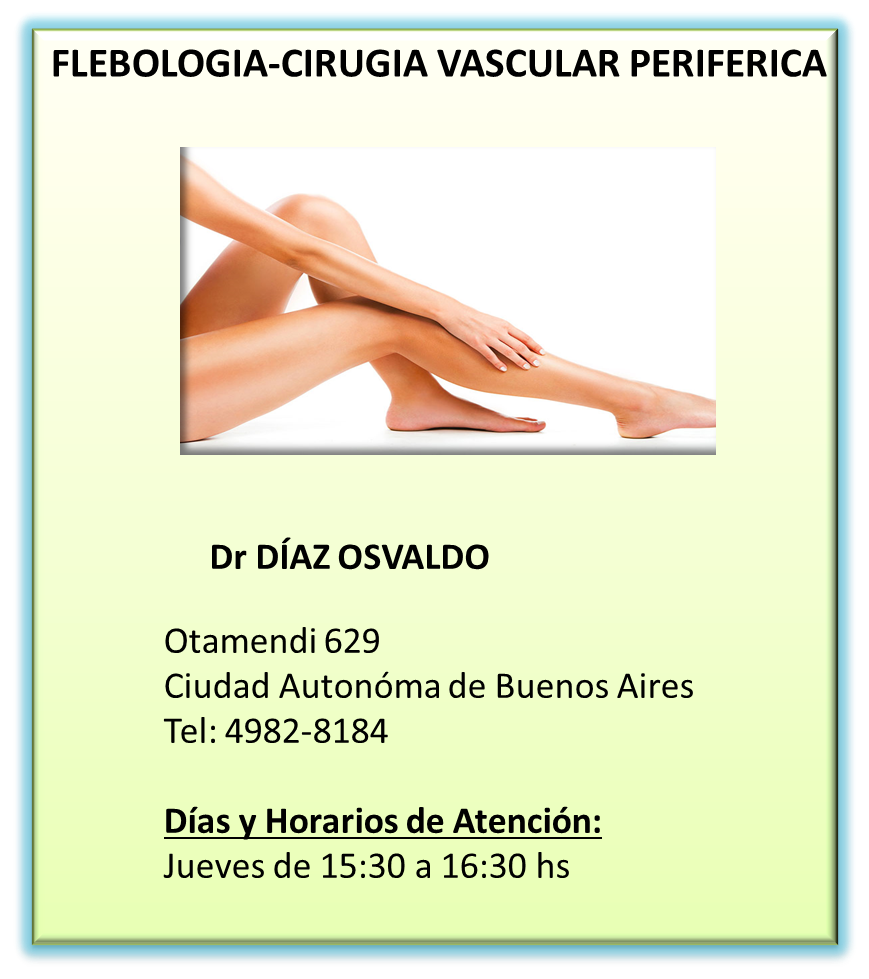 FLEBOLOGIA-CIRUGIA VASCULAR PERIFERICA
Dr DÍAZ OSVALDO
Otamendi 629
Ciudad Autonóma de Buenos Aires
Tel: 4982-8184
Días y Horarios de Atención:
Jueves de 15:30 a 16:30 hs